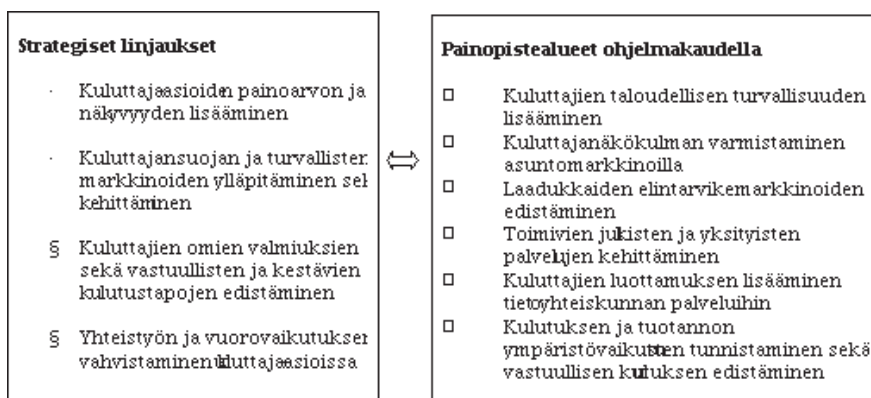 Strategiset linjaukset
· Kuluttajaasioiden painoarvon ja
näkyvyyden lisääminen
· Kuluttajansuojan ja turvallisten
markkinoiden ylläpitäminen sek
kehittäminen
§ Kuluttajien omien valmiuksien
sekä vastuullisten ja kestävien
kulutustapojen edistäminen
§ Yhteistyön ja vuorovaikutuksen
vahvistaminen kuluttajaasioissa
⇔
Painopistealueet ohjelmakaudella
□ Kuluttajien taloudellisen turvallisuuden
lisääminen
□ Kuluttajanäkökulman varmistaminen
asuntomarkkinoilla
□ Laadukkaiden elintarvikemarkkinoiden
edistäminen
□ Toimivien julkisten ja yksityisten
palvelujen kehittäminen
□ Kuluttajien luottamuksen lisääminen
tietoyhteiskunnan palveluihin
□ Kulutuksen ja tuotannon
ympäristövaikutusten tunnistaminen sekä
vastuullisen kulutuksen edistäminen